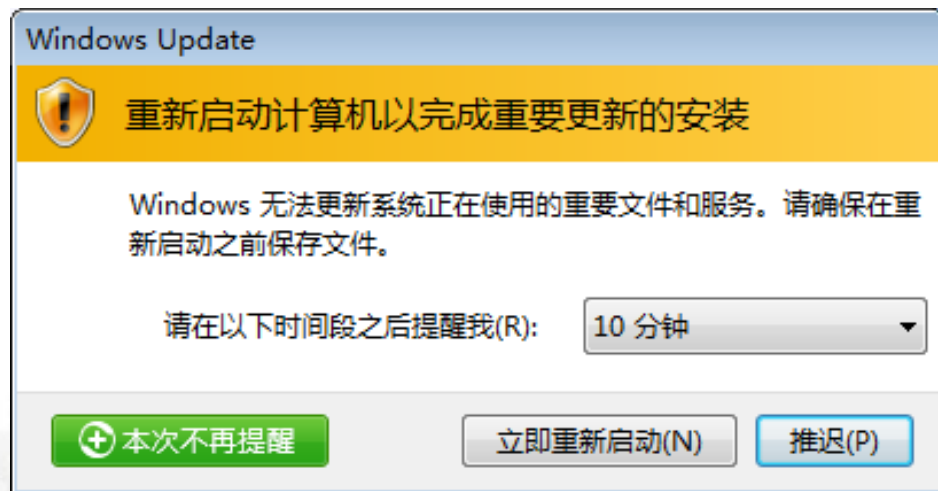 Windows Update
重新启动计算机以完成重要更新的安装
Windows 无法更新系统正在使用的重要文件和服务。请确保在重
新启动之前保存文件。
请在以下时间段之后提醒我(R): 10 分钟
本次不再提醒 立即重新启动(N) 推迟(P)